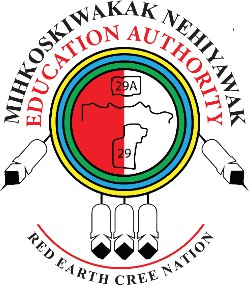 MIHKOSKIWAKAK NEHIYAWAK
EDUCATION AUTHORITY
29A
29
RED EARTH CREE NATION